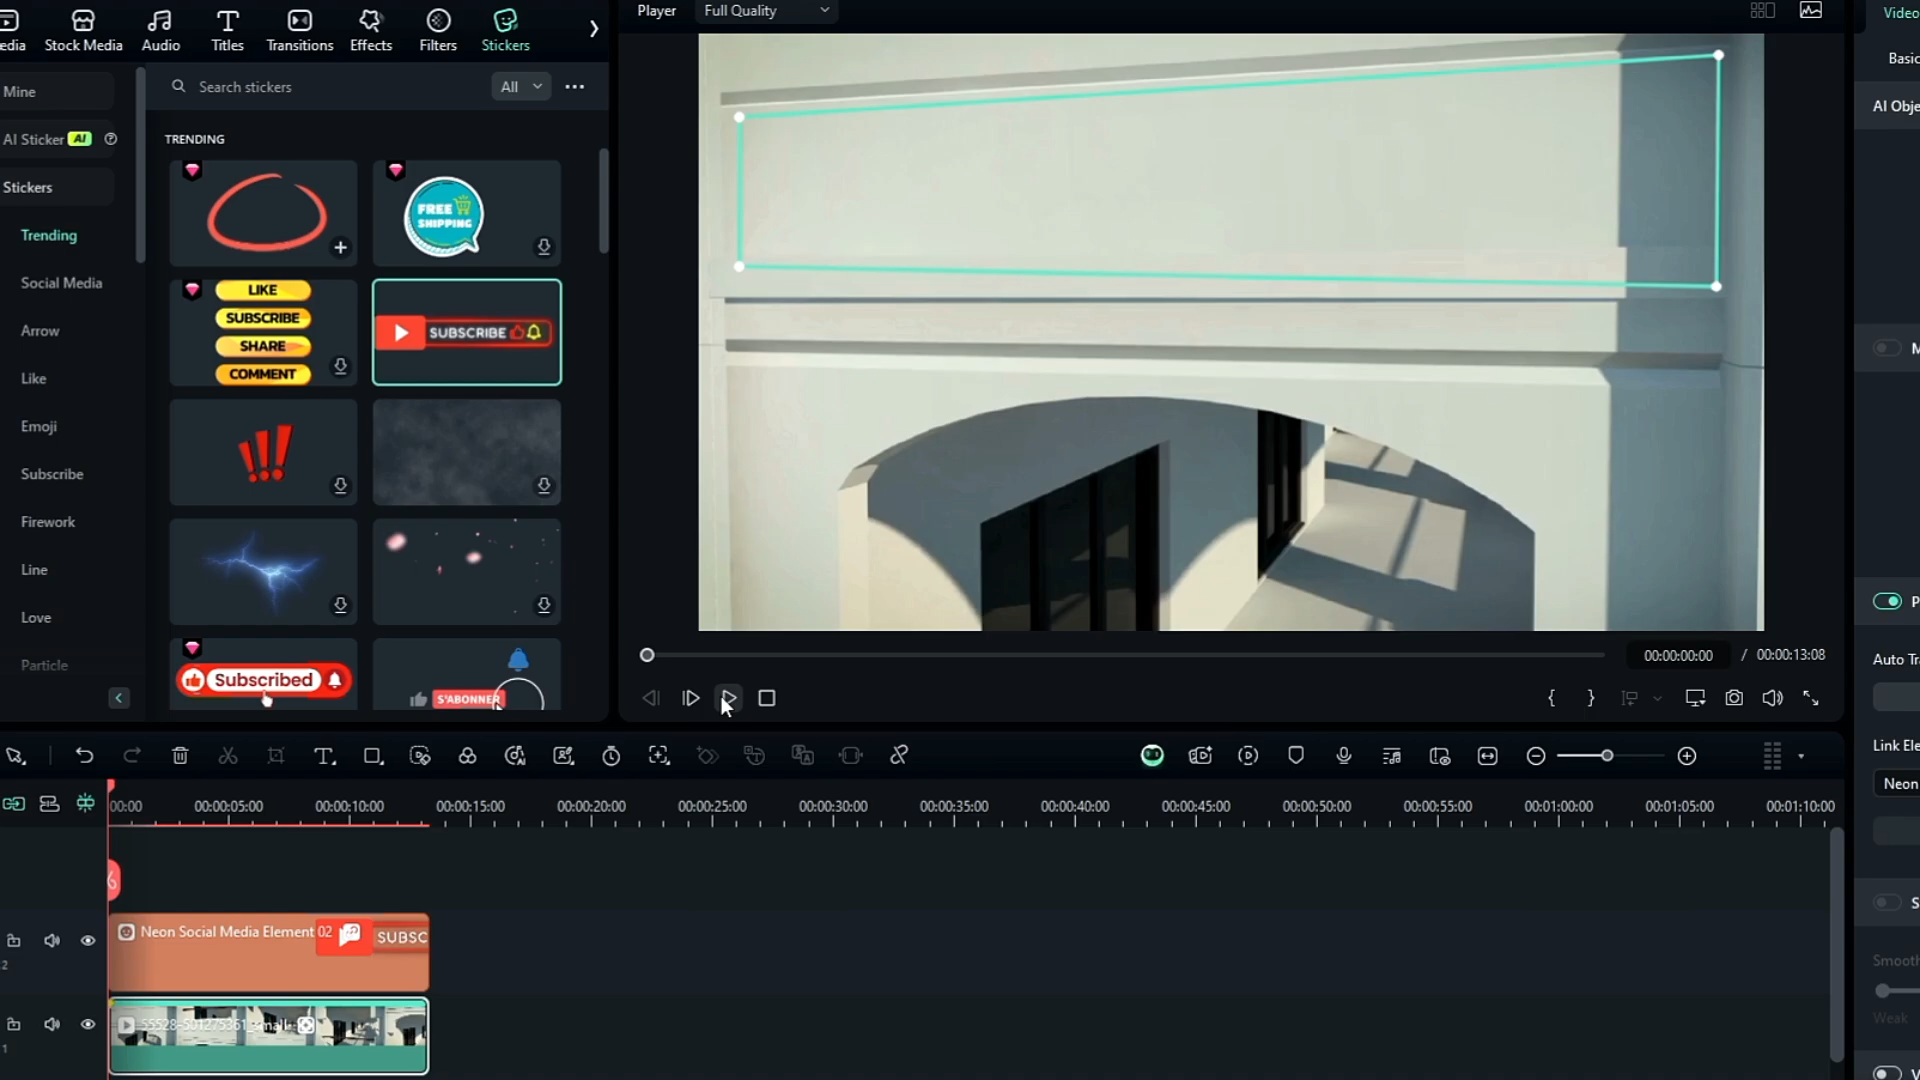 edia
Stock Media
Audio
Titles
Transitions
Effects
Filters
Stickers
Player
Full Quality
Video
Basic
Mine
Search stickers
All
AI Obje
AI Sticker AI
TRENDING
Stickers
Trending
FREE
SHIPPING
Social Media
LIKE
SUBSCRIBE
SHARE
COMMENT
SUBSCRIBE
Arrow
M
Like
Emoji
Subscribe
Firework
Line
Love
P
Particle
Subscribed
S'ABONNER
00:00:00:00 / 00:00:13:08
Auto Tra
Link Ele
Neon
00:00
00:00:05:00
00:00:10:00
00:00:15:00
00:00:20:00
00:00:25:00
00:00:30:00
00:00:35:00
00:00:40:00
00:00:45:00
00:00:50:00
00:00:55:00
00:01:00:00
00:01:05:00
00:01:10:00
S
Neon Social Media Element 02
SUBSC
2
Smooth
Weak
55528-501275361_small
1
V